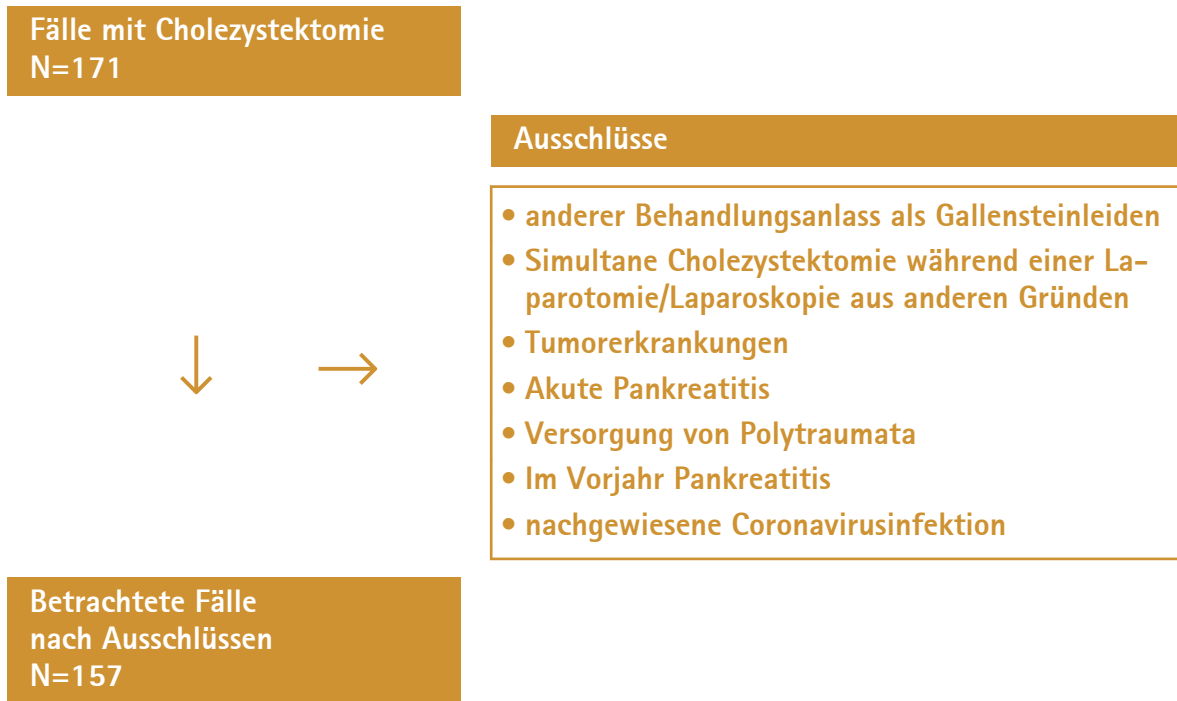 Fälle mit Cholezystektomie
N=171
Ausschlüsse
• anderer Behandlungsanlass als Gallensteinleiden
• Simultane Cholezystektomie während einer La-
parotomie/Laparoskopie aus anderen Gründen
• Tumorerkrankungen
• Akute Pankreatitis
• Versorgung von Polytraumata
• Im Vorjahr Pankreatitis
• nachgewiesene Coronavirusinfektion
Betrachtete Fälle
nach Ausschlüssen
N=157